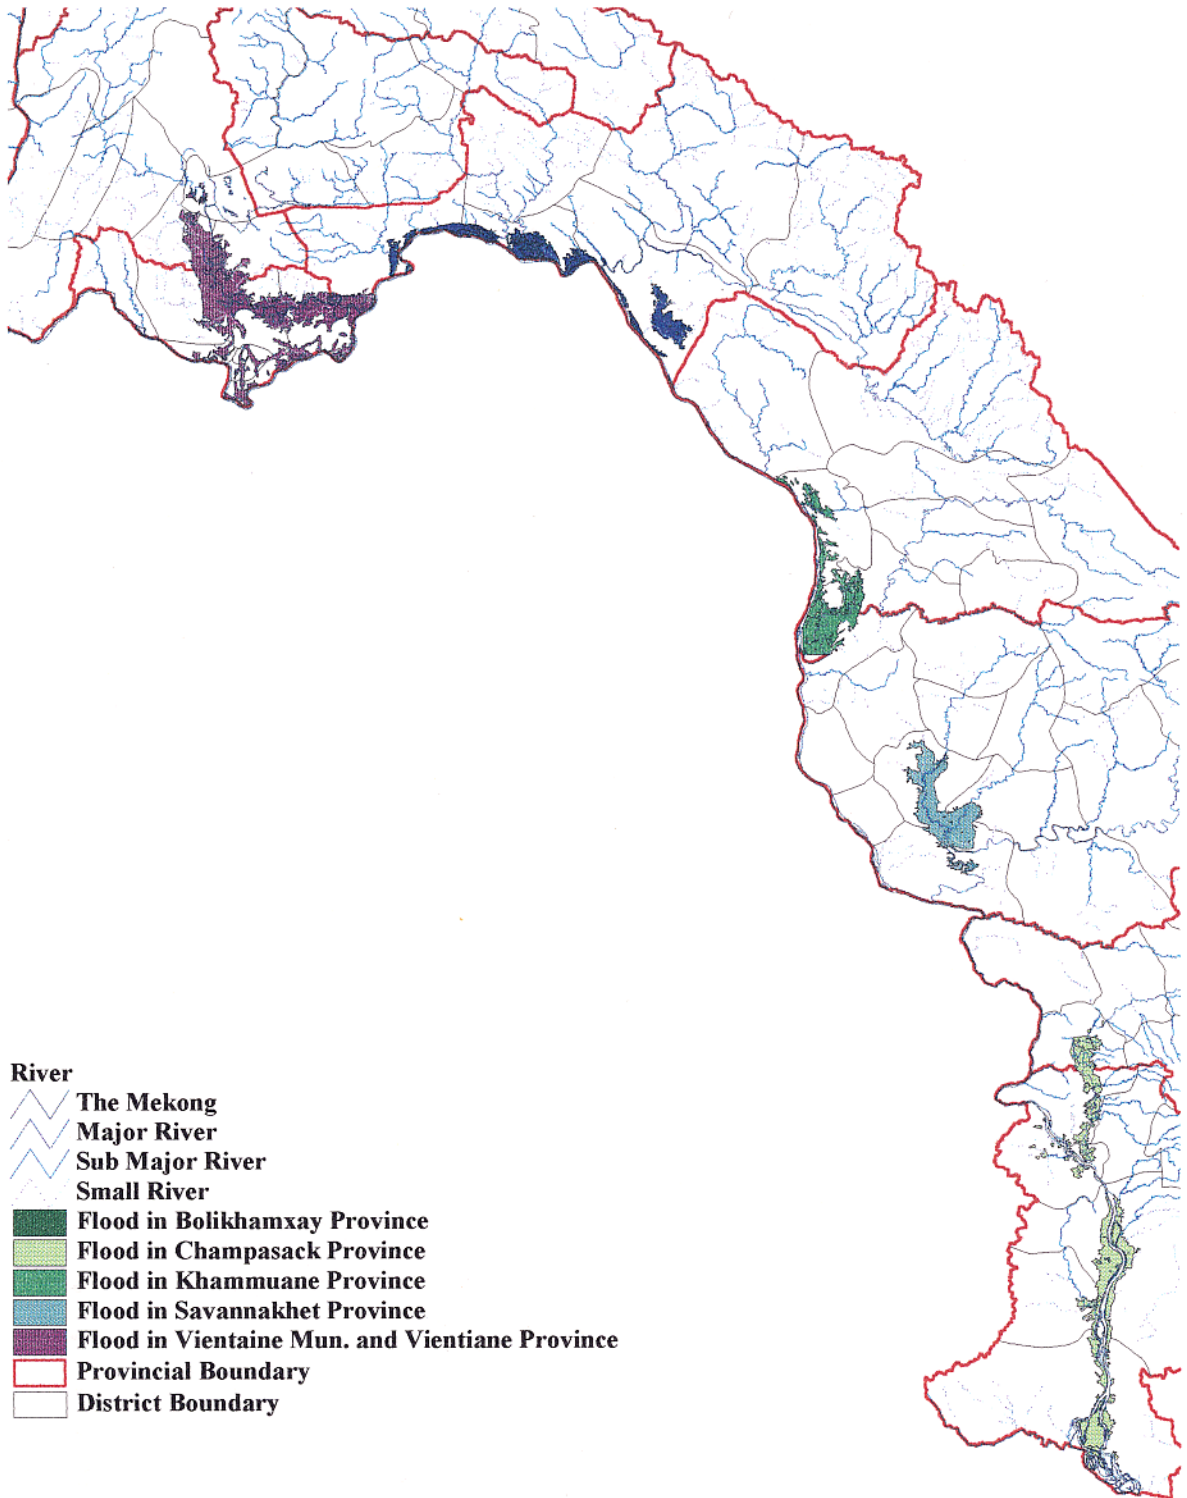 River
The Mekong
Major River
Sub Major River
Small River
Flood in Bolikhamxay Province
Flood in Champasack Province
Flood in Khammuane Province
Flood in Savannakhet Province
Flood in Vientaine Mun. and Vientiane Province
Provincial Boundary
District Boundary